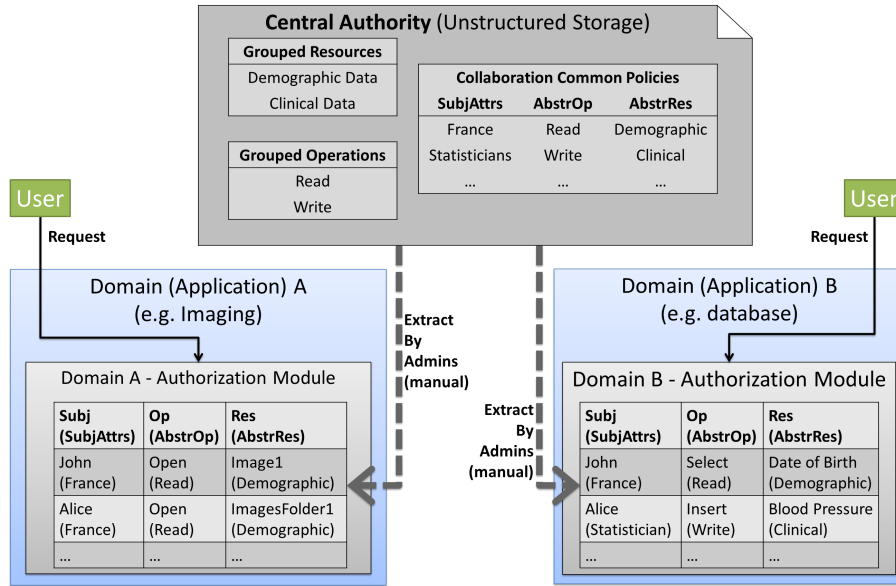 Central Authority (Unstructured Storage)
Grouped Resources
Demographic Data
Clinical Data
Grouped Operations
Read
Write
Collaboration Common Policies
SubjAttrs AbstrOp AbstrRes
France Read Demographic
Statisticians Write Clinical
... ... ...
User
Request
User
Request
Domain (Application) A
(e.g. Imaging)
Domain A - Authorization Module
Subj Op Res
(SubjAttrs) (AbstrOp) (AbstrRes)
John Open Image1
(France) (Read) (Demographic)
Alice Open ImagesFolder1
(France) (Read) (Demographic)
... ... ...
Extract
By
Admins
(manual)
Extract
By
Admins
(manual)
Domain (Application) B
(e.g. database)
Domain B - Authorization Module
Subj Op Res
(SubjAttrs) (AbstrOp) (AbstrRes)
John Select Date of Birth
(France) (Read) (Demographic)
Alice Insert Blood Pressure
(Statistician) (Write) (Clinical)
... ... ...